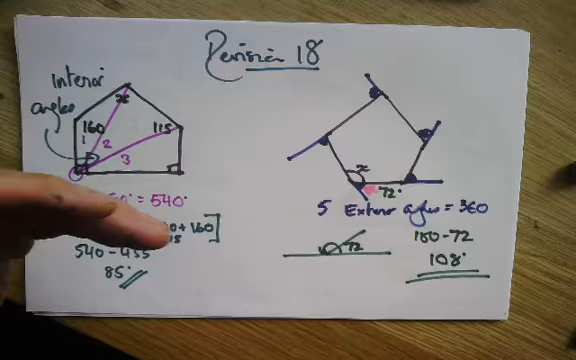 Revision 18
Interior
angles
x
160
115
1
2
3
= 540°
0 + 160
540 - 455
85°
x
72°
5 Exterior angles = 360
72
180 - 72
108°